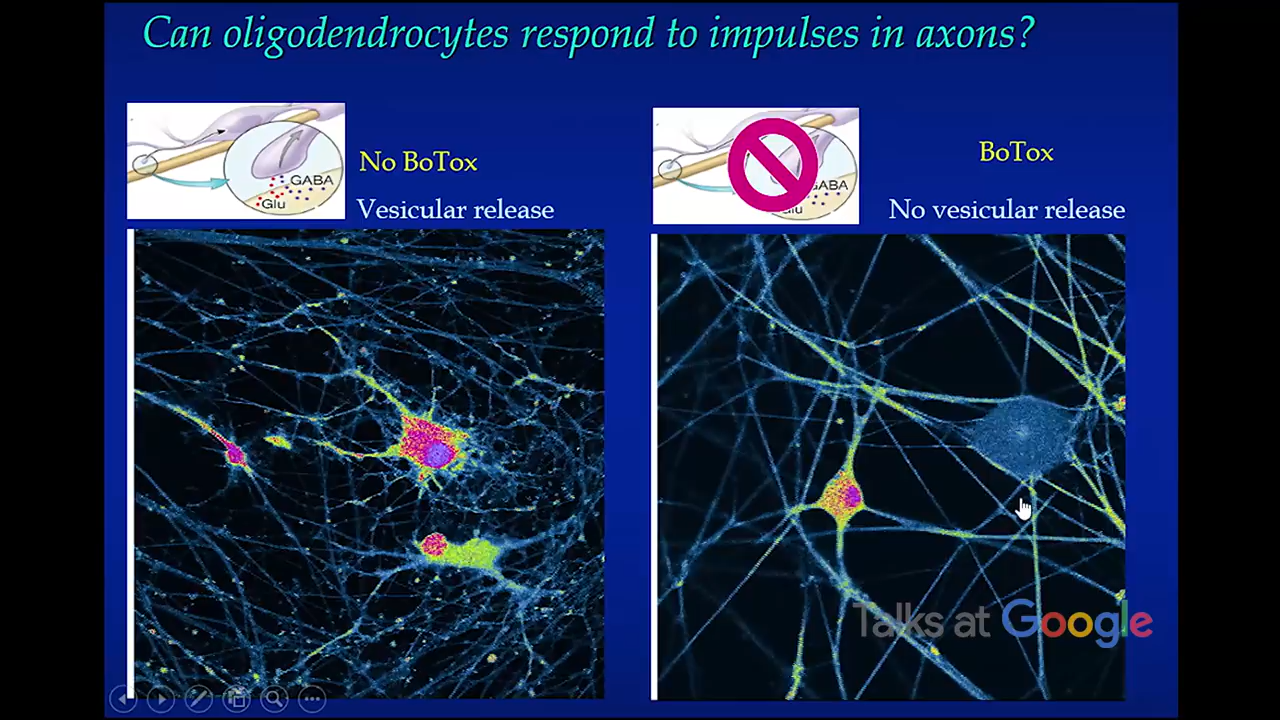 Can oligodendrocytes respond to impulses in axons?
GABA
Glu
No BoTox
Vesicular release
GABA
Glu
BoTox
No vesicular release
Talks at Google